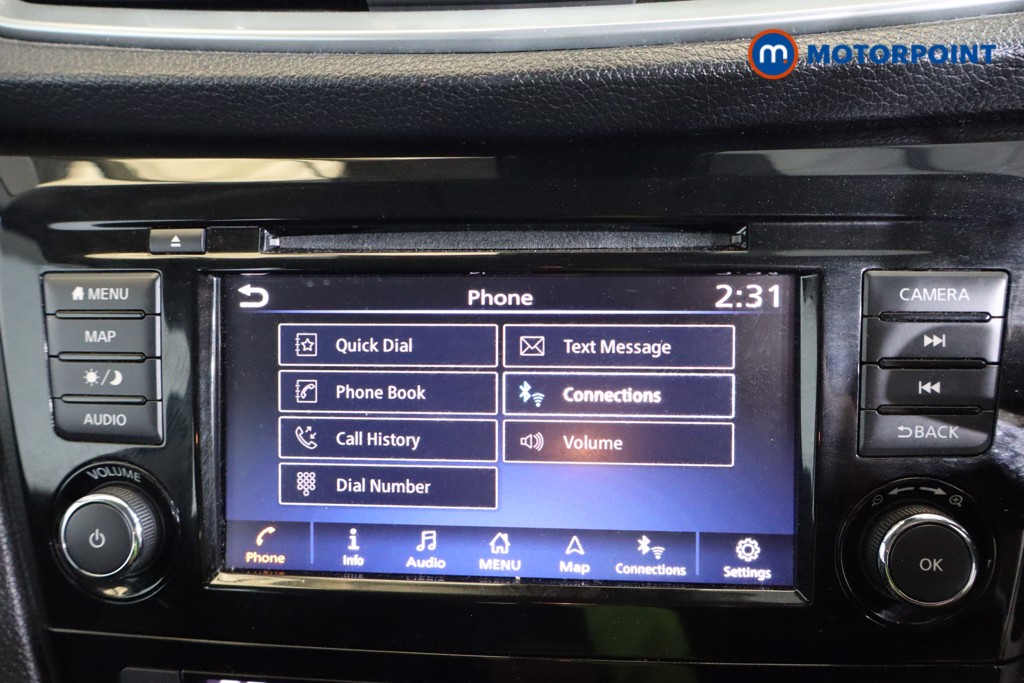 m MOTORPOINT
MENU
MAP
AUDIO
VOLUME
Phone 2:31
Quick Dial
Text Message
Phone Book
Connections
Call History
Volume
Dial Number
Phone
Info
Audio
MENU
Map
Connections
Settings
CAMERA
BACK
OK